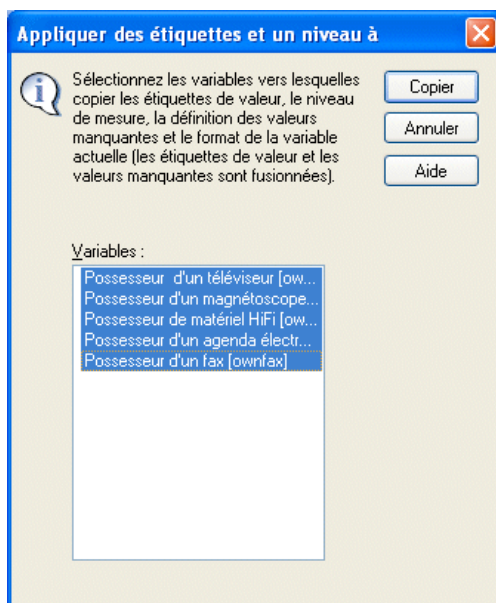 Appliquer des étiquettes et un niveau à
Sélectionnez les variables vers lesquelles
copier les étiquettes de valeur, le niveau
de mesure, la définition des valeurs
manquantes et le format de la variable
actuelle (les étiquettes de valeur et les
valeurs manquantes sont fusionnées).
Copier
Annuler
Aide
Variables :
Possesseur d'un téléviseur [ow...
Possesseur d'un magnétoscope...
Possesseur de matériel HiFi [ow...
Possesseur d'un agenda électr...
Possesseur d'un fax [ownfax]